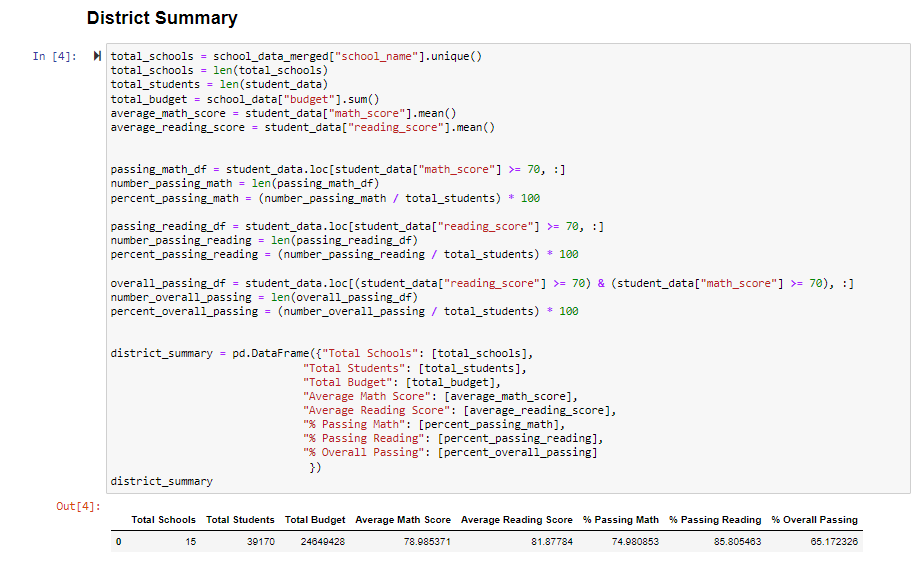 District Summary
In [4]:
total_schools = school_data_merged["school_name"].unique()
total_schools = len(total_schools)
total_students = len(student_data)
total_budget = school_data["budget"].sum()
average_math_score = student_data["math_score"].mean()
average_reading_score = student_data["reading_score"].mean()
passing_math_df = student_data.loc[student_data["math_score"] >= 70, :]
number_passing_math = len(passing_math_df)
percent_passing_math = (number_passing_math / total_students) * 100
passing_reading_df = student_data.loc[student_data["reading_score"] >= 70, :]
number_passing_reading = len(passing_reading_df)
percent_passing_reading = (number_passing_reading / total_students) * 100
overall_passing_df = student_data.loc[(student_data["reading_score"] >= 70) & (student_data["math_score"] >= 70), :]
number_overall_passing = len(overall_passing_df)
percent_overall_passing = (number_overall_passing / total_students) * 100
district_summary = pd.DataFrame({"Total Schools": [total_schools],
"Total Students": [total_students],
"Total Budget": [total_budget],
"Average Math Score": [average_math_score],
"Average Reading Score": [average_reading_score],
"% Passing Math": [percent_passing_math],
"% Passing Reading": [percent_passing_reading],
"% Overall Passing": [percent_overall_passing]
})
district_summary
Out[4]:
Total Schools Total Students Total Budget Average Math Score Average Reading Score % Passing Math % Passing Reading % Overall Passing
0 15 39170 24649428 78.985371 81.87784 74.980853 85.805463 65.172326